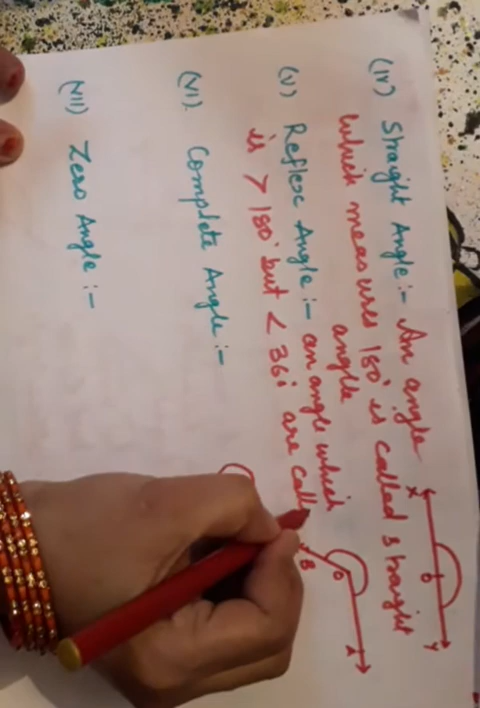 (IV) Straight Angle:- An angle
which measures 180° is called straight
angle
X O Y
(V) Reflex Angle:- an angle which
is > 180° but < 36° are call
B O A
(VI). Complete Angle:-
(VII) Zero Angle:-